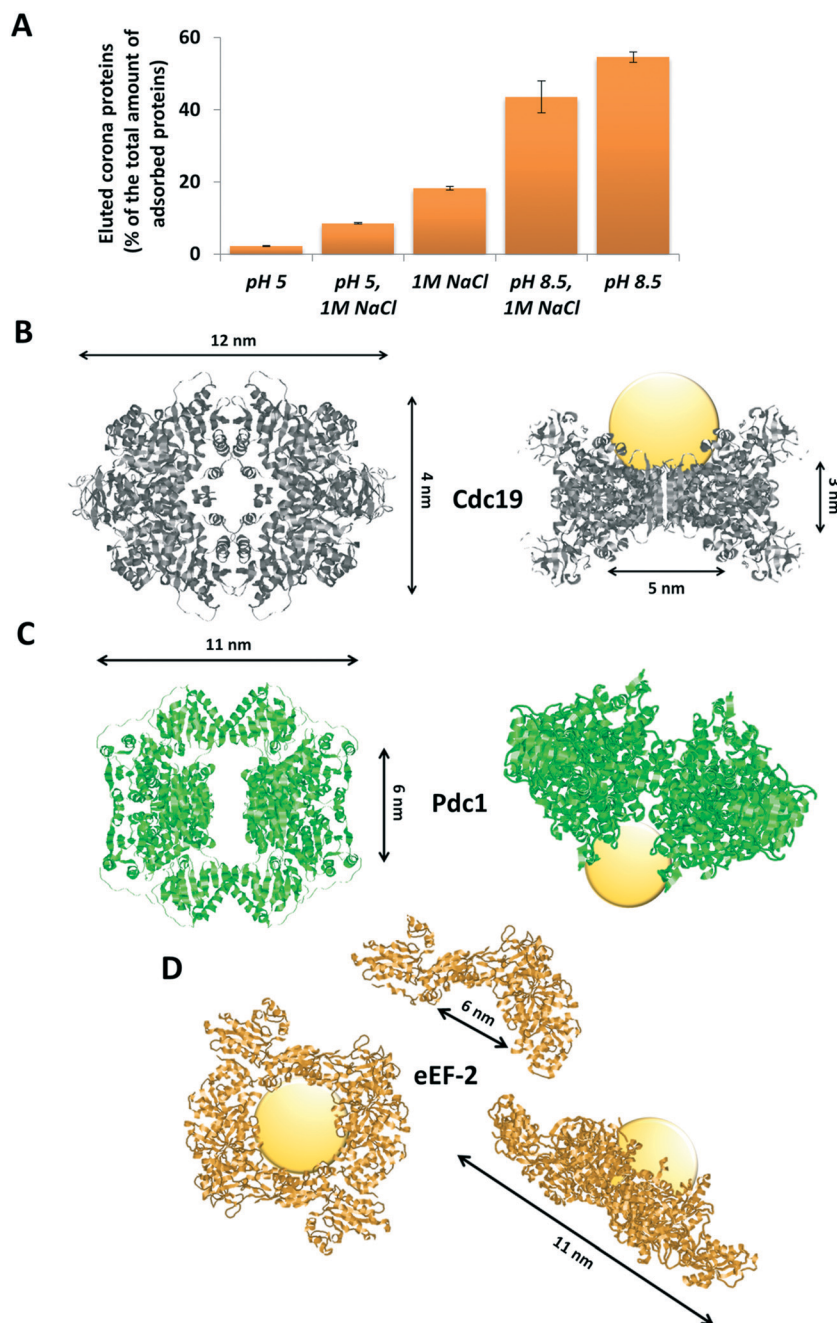 A
Eluted corona proteins
(% of the total amount of
adsorbed proteins)
60
40
20
0
pH 5
pH 5,
1M NaCl
1M NaCl
pH 8.5,
1M NaCl
pH 8.5
B
12 nm
4 nm
Cdc19
3 nm
5 nm
C
11 nm
6 nm
Pdc1
D
6 nm
eEF-2
11 nm